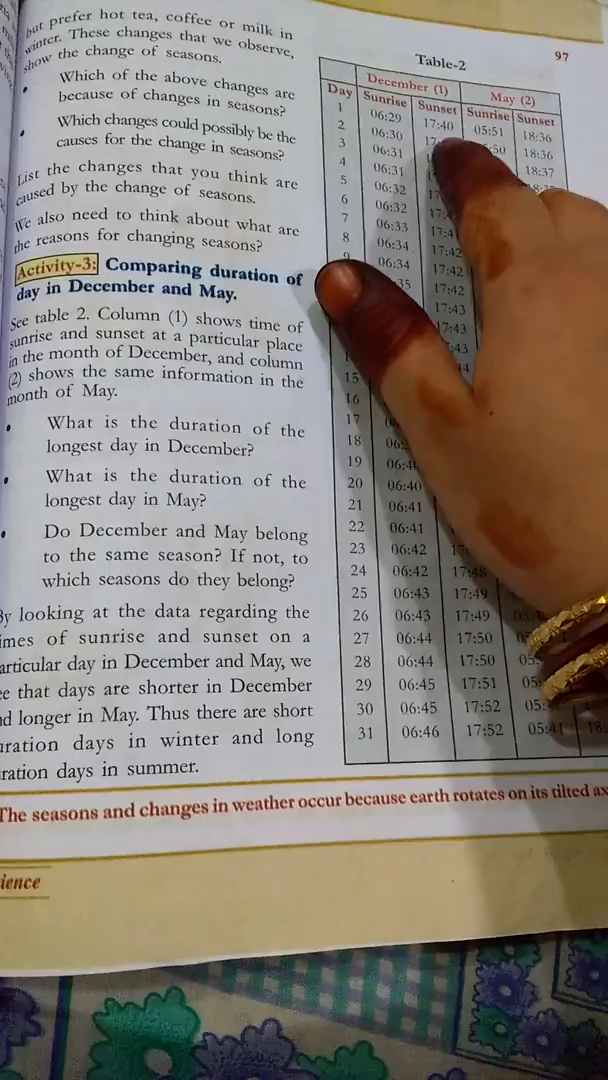 but prefer hot tea, coffee or milk in
winter. These changes that we observe,
show the change of seasons.
• Which of the above changes are
because of changes in seasons?
• Which changes could possibly be the
causes for the change in seasons?
List the changes that you think are
caused by the change of seasons.
We also need to think about what are
the reasons for changing seasons?
Activity-3: Comparing duration of
day in December and May.
See table 2. Column (1) shows time of
sunrise and sunset at a particular place
in the month of December, and column
(2) shows the same information in the
month of May.
• What is the duration of the
longest day in December?
• What is the duration of the
longest day in May?
• Do December and May belong
to the same season? If not, to
which seasons do they belong?
By looking at the data regarding the
imes of sunrise and sunset on a
articular day in December and May, we
ee that days are shorter in December
nd longer in May. Thus there are short
uration days in winter and long
ration days in summer.
97
Table-2
December (1) May (2)
Day Sunrise Sunset Sunrise Sunset
1 06:29 17:40 05:51 18:36
2 06:30 18:36
3 06:31 18:37
4 06:31
5 06:32
6 06:32
7 06:33
8 06:34 17:42
9 06:34 17:42
17:42
17:43
17:43
15
16
17
18
19
20 06:40
21 06:41
22 06:41
23 06:42
24 06:42 17:48
25 06:43 17:49
26 06:43 17:49
27 06:44 17:50
28 06:44 17:50
29 06:45 17:51
30 06:45 17:52
31 06:46 17:52 05:41
The seasons and changes in weather occur because earth rotates on its tilted ax
ience